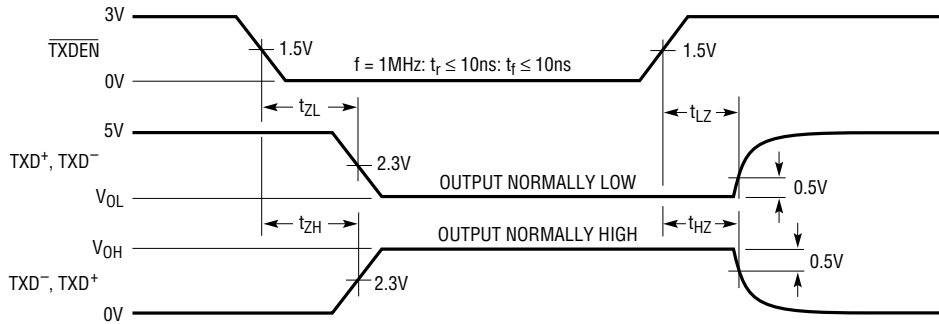 3V
TXDEN
0V
1.5V
f = 1MHz: tr ≤ 10ns: tf ≤ 10ns
1.5V
tZL
tLZ
5V
TXD+, TXD−
VOL
2.3V
OUTPUT NORMALLY LOW
0.5V
tZH
tHZ
VOH
TXD−, TXD+
0V
OUTPUT NORMALLY HIGH
2.3V
0.5V